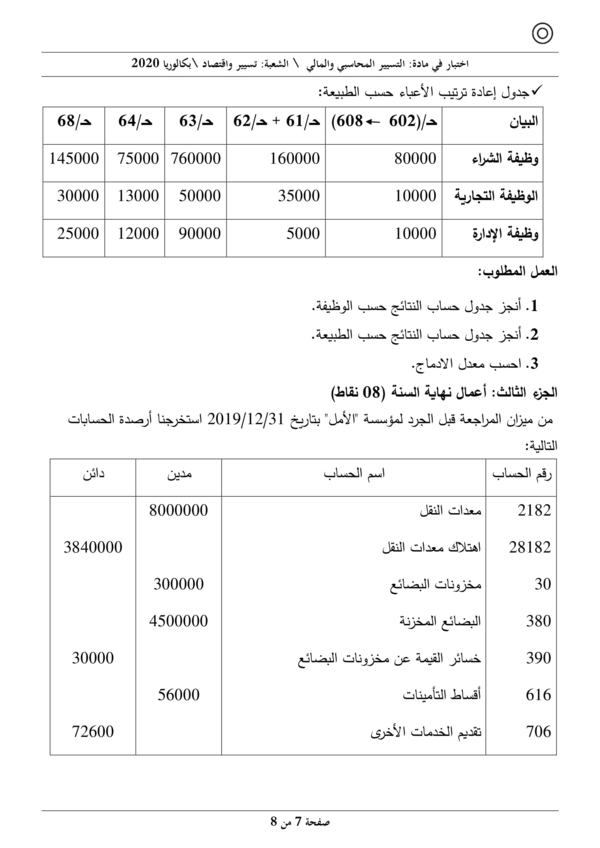 اختبار في مادة: التسيير المحاسبي والمالي \ الشعبة: تسيير واقتصاد \ بكالوريا 2020
✓جدول إعادة ترتيب الأعباء حسب الطبيعة:
البيان حـ/(602 ← 608) حـ/61 + حـ/62 حـ/63 حـ/64 حـ/68
وظيفة الشراء 80000 160000 760000 75000 145000
الوظيفة التجارية 10000 35000 50000 13000 30000
وظيفة الإدارة 10000 5000 90000 12000 25000
العمل المطلوب:
1. أنجز جدول حساب النتائج حسب الوظيفة.
2. أنجز جدول حساب النتائج حسب الطبيعة.
3. احسب معدل الادماج.
الجزء الثالث: أعمال نهاية السنة (08 نقاط)
من ميزان المراجعة قبل الجرد لمؤسسة "الأمل" بتاريخ 2019/12/31 استخرجنا أرصدة الحسابات
التالية:
رقم الحساب اسم الحساب مدين دائن
2182 معدات النقل 8000000
28182 اهتلاك معدات النقل 3840000
30 مخزونات البضائع 300000
380 البضائع المخزنة 4500000
390 خسائر القيمة عن مخزونات البضائع 30000
616 أقساط التأمينات 56000
706 تقديم الخدمات الأخرى 72600
صفحة 7 من 8